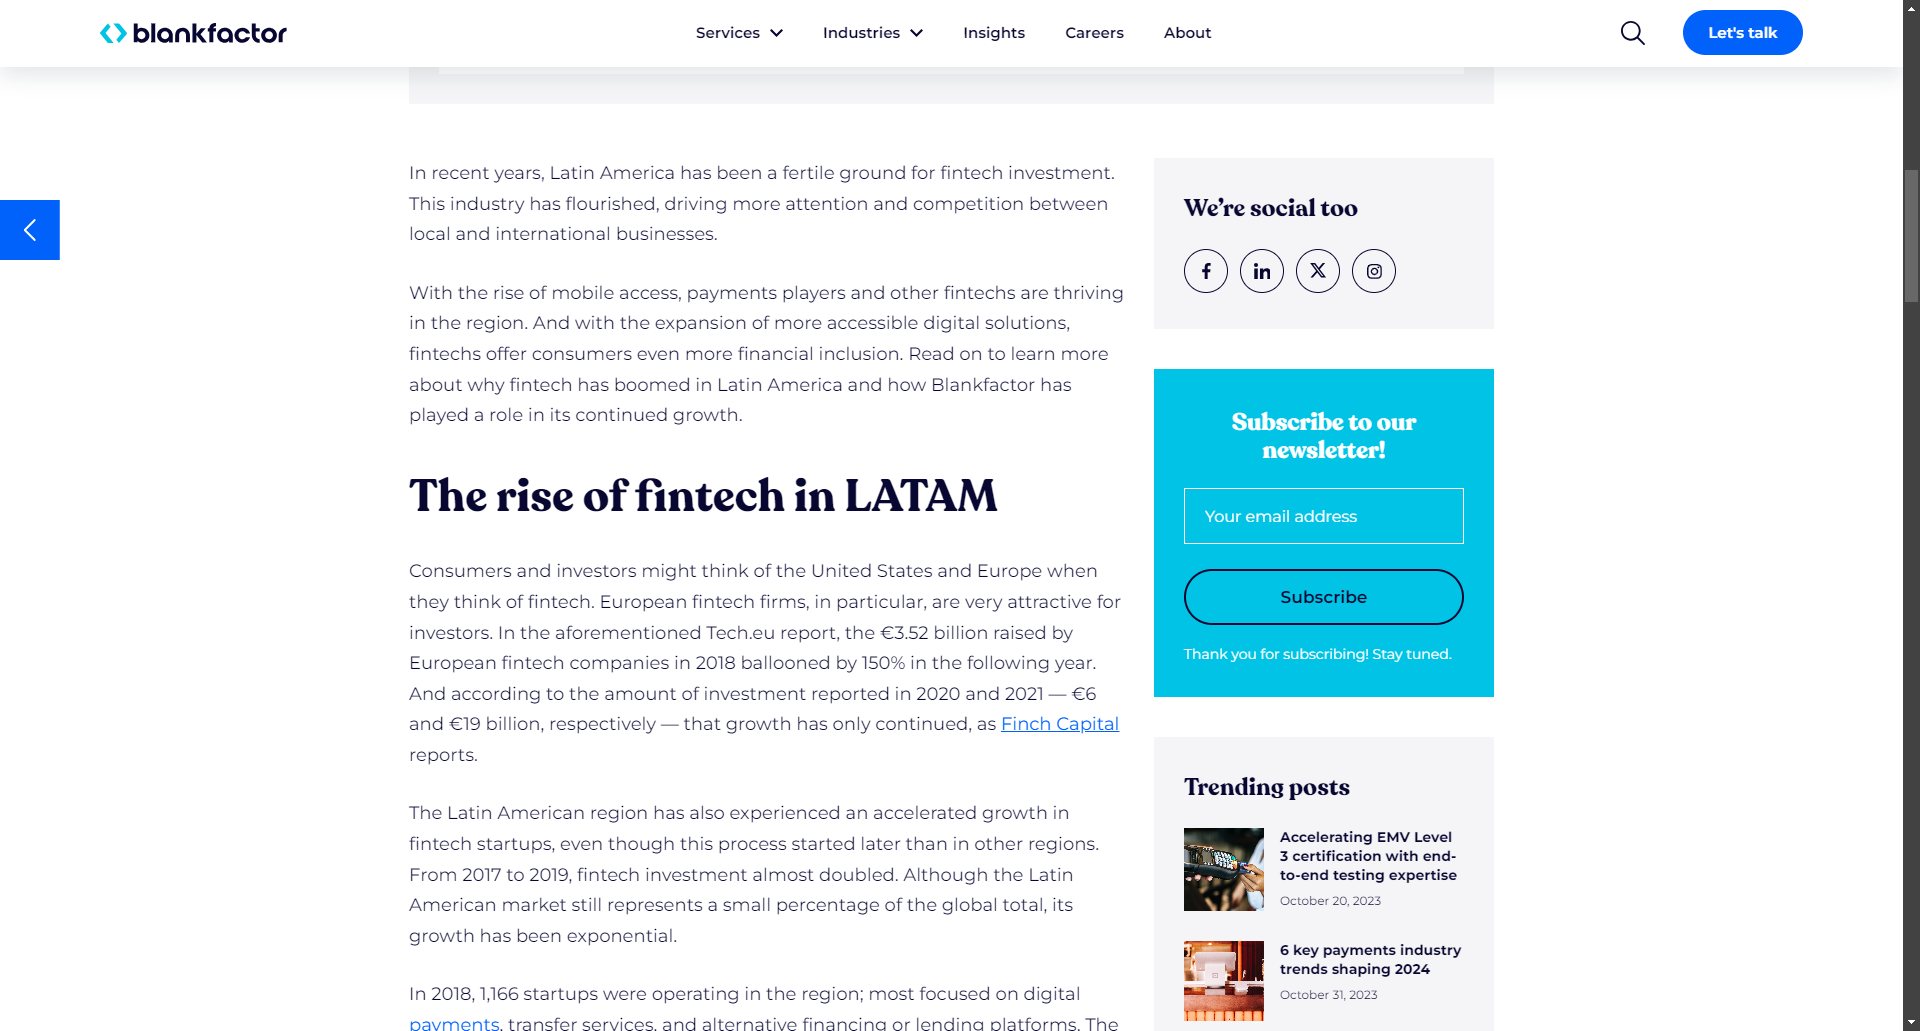 blankfactor
Services
Industries
Insights
Careers
About
Let's talk
In recent years, Latin America has been a fertile ground for fintech investment.
This industry has flourished, driving more attention and competition between
local and international businesses.
With the rise of mobile access, payments players and other fintechs are thriving
in the region. And with the expansion of more accessible digital solutions,
fintechs offer consumers even more financial inclusion. Read on to learn more
about why fintech has boomed in Latin America and how Blankfactor has
played a role in its continued growth.
The rise of fintech in LATAM
Consumers and investors might think of the United States and Europe when
they think of fintech. European fintech firms, in particular, are very attractive for
investors. In the aforementioned Tech.eu report, the €3.52 billion raised by
European fintech companies in 2018 ballooned by 150% in the following year.
And according to the amount of investment reported in 2020 and 2021 — €6
and €19 billion, respectively — that growth has only continued, as Finch Capital
reports.
The Latin American region has also experienced an accelerated growth in
fintech startups, even though this process started later than in other regions.
From 2017 to 2019, fintech investment almost doubled. Although the Latin
American market still represents a small percentage of the global total, its
growth has been exponential.
In 2018, 1,166 startups were operating in the region; most focused on digital
payments, transfer services, and alternative financing or lending platforms. The
We're social too
Subscribe to our
newsletter!
Your email address
Subscribe
Thank you for subscribing! Stay tuned.
Trending posts
Accelerating EMV Level
3 certification with end-
to-end testing expertise
October 20, 2023
6 key payments industry
trends shaping 2024
October 31, 2023